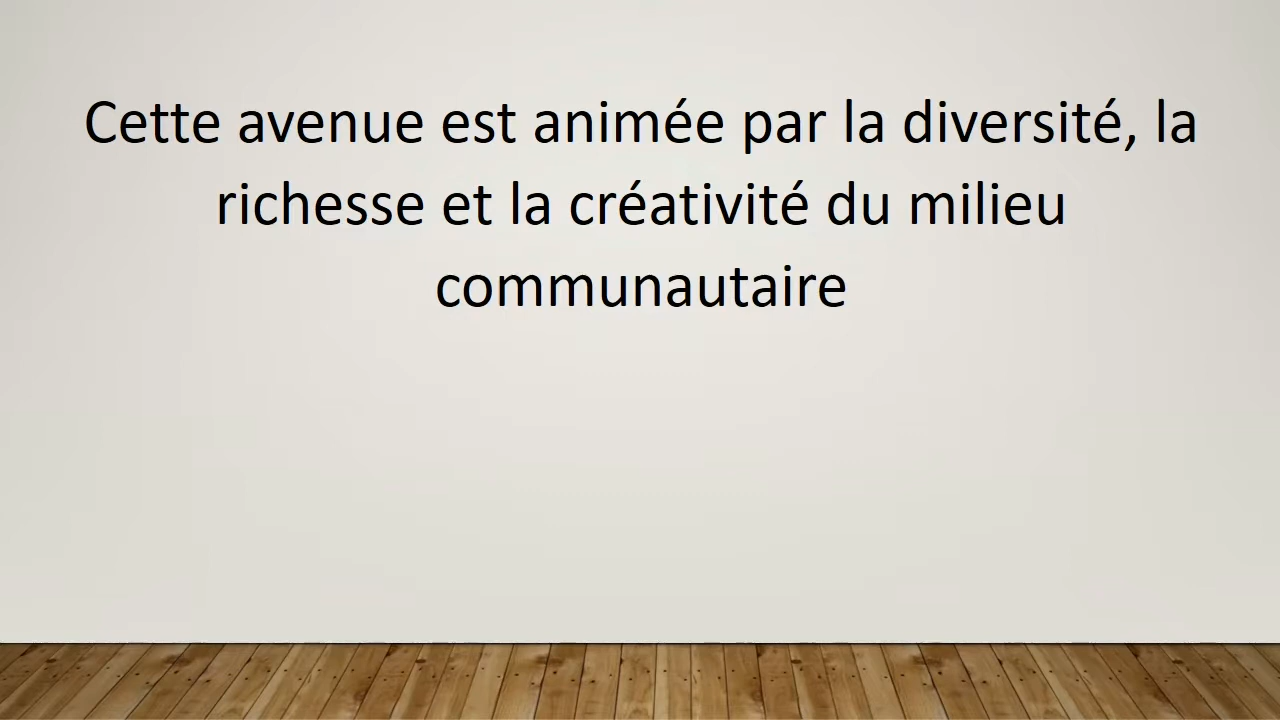 Cette avenue est animée par la diversité, la
richesse et la créativité du milieu
communautaire